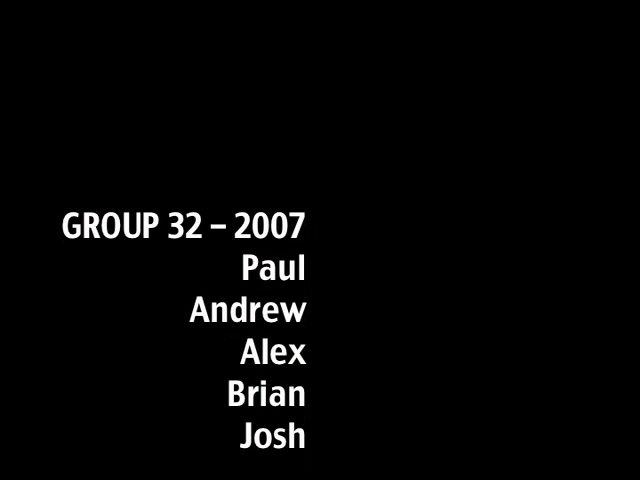 GROUP 32 – 2007
Paul
Andrew
Alex
Brian
Josh